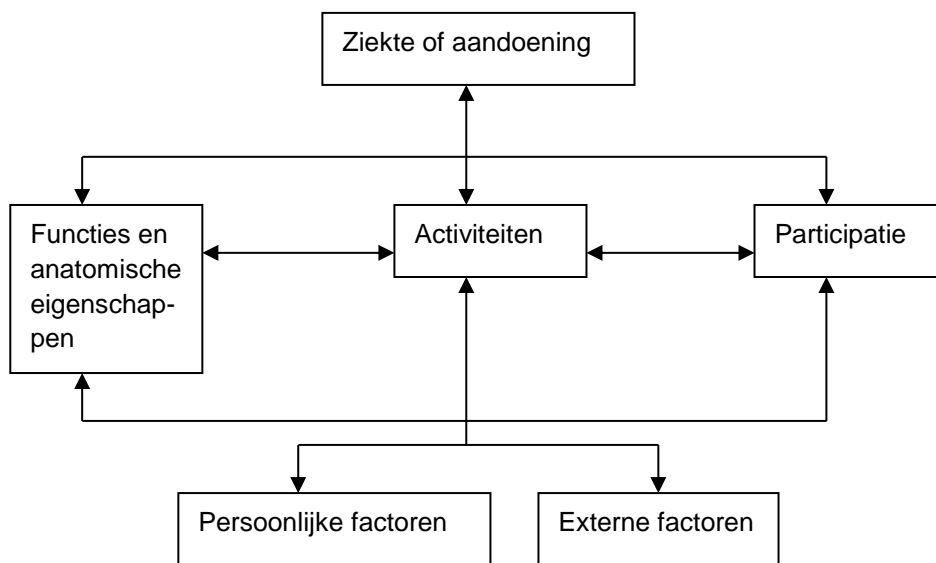 Ziekte of aandoening
Functies en
anatomische
eigenschap-
pen
Activiteiten
Participatie
Persoonlijke factoren
Externe factoren